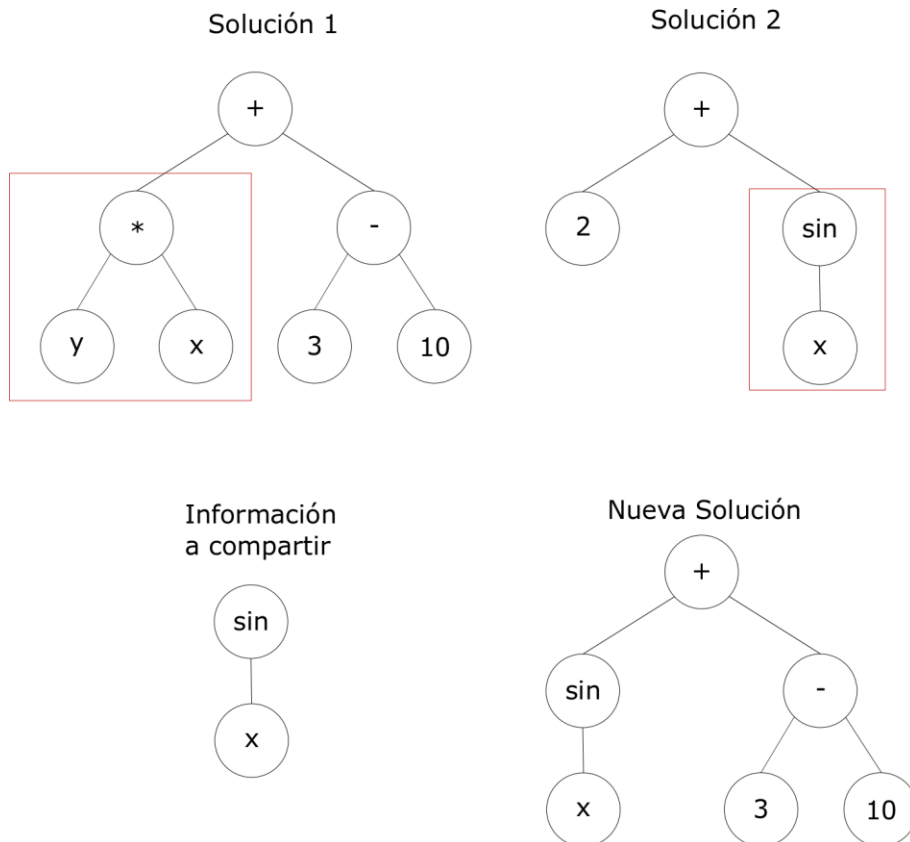 Solución 1
Solución 2
+
+
*
-
2
sin
y
x
3
10
x
Información
a compartir
Nueva Solución
+
sin
sin
-
x
x
3
10